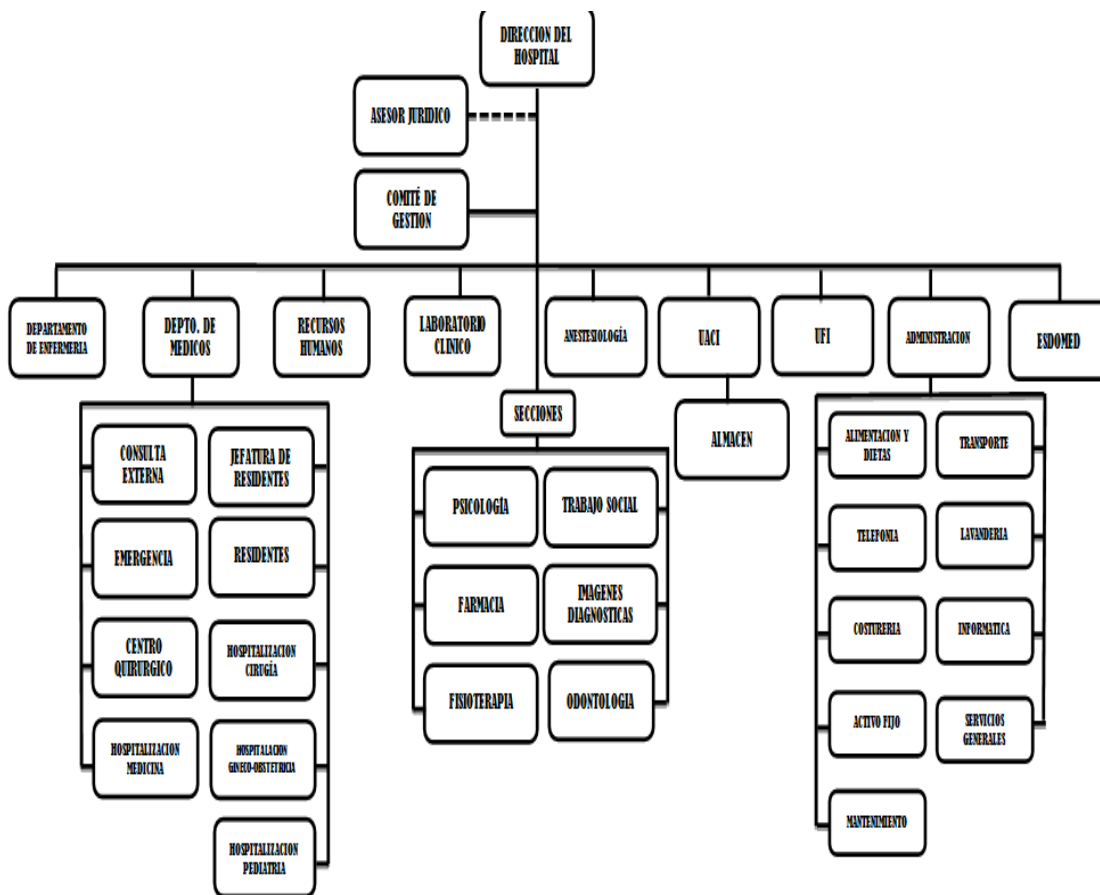 DIRECCION DEL
HOSPITAL
ASESOR JURIDICO
COMITÉ DE
GESTION
DEPARTAMENTO
DE ENFERMERIA
DEPTO. DE
MEDICOS
RECURSOS
HUMANOS
LABORATORIO
CLINICO
ANESTESIOLOGÍA
UACI
UFI
ADMINISTRACION
ESDOMED
SECCIONES
ALMACEN
CONSULTA
EXTERNA
JEFATURA DE
RESIDENTES
EMERGENCIA
RESIDENTES
CENTRO
QUIRURGICO
HOSPITALIZACION
CIRUGÍA
HOSPITALIZACION
MEDICINA
HOSPITALACION
GINECO-OBSTETRICIA
HOSPITALIZACION
PEDIATRIA
PSICOLOGÍA
TRABAJO SOCIAL
FARMACIA
IMAGENES
DIAGNOSTICAS
FISIOTERAPIA
ODONTOLOGIA
ALIMENTACION Y
DIETAS
TRANSPORTE
TELEFONIA
LAVANDERIA
COSTURERIA
INFORMATICA
ACTIVO FIJO
SERVICIOS
GENERALES
MANTENIMIENTO